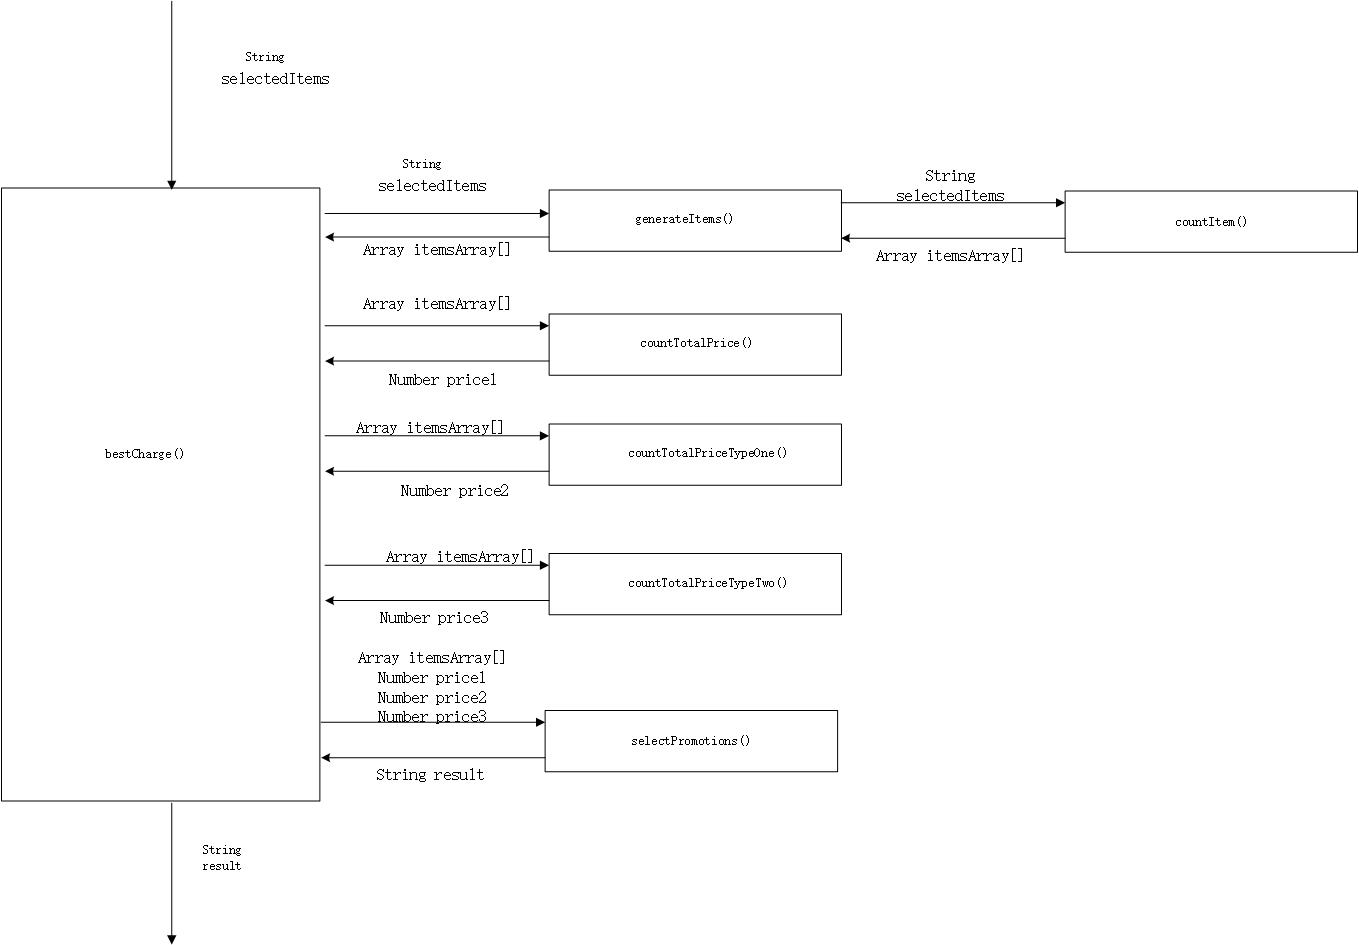 String
selectedItems
String
selectedItems
String
selectedItems
generateItems()
countItem()
Array itemsArray[]
Array itemsArray[]
Array itemsArray[]
countTotalPrice()
Number price1
Array itemsArray[]
bestCharge()
countTotalPriceTypeOne()
Number price2
Array itemsArray[]
countTotalPriceTypeTwo()
Number price3
Array itemsArray[]
Number price1
Number price2
Number price3
selectPromotions()
String result
String
result